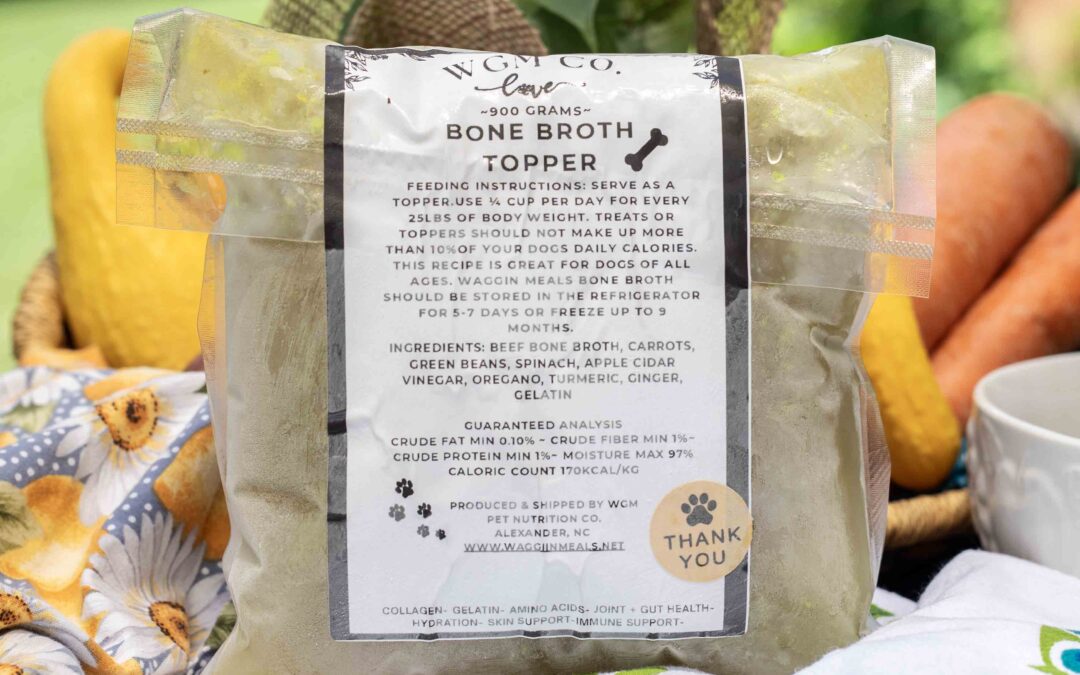 WGM CO.
love
~900 GRAMS~
BONE BROTH
TOPPER
FEEDING INSTRUCTIONS: SERVE AS A
TOPPER.USE ¼ CUP PER DAY FOR EVERY
25LBS OF BODY WEIGHT. TREATS OR
TOPPERS SHOULD NOT MAKE UP MORE
THAN 10%OF YOUR DOGS DAILY CALORIES.
THIS RECIPE IS GREAT FOR DOGS OF ALL
AGES. WAGGIN MEALS BONE BROTH
SHOULD BE STORED IN THE REFRIGERATOR
FOR 5-7 DAYS OR FREEZE UP TO 9
MONTHS.
INGREDIENTS: BEEF BONE BROTH, CARROTS,
GREEN BEANS, SPINACH, APPLE CIDAR
VINEGAR, OREGANO, TURMERIC, GINGER,
GELATIN
GUARANTEED ANALYSIS
CRUDE FAT MIN 0.10% ~ CRUDE FIBER MIN 1%~
CRUDE PROTEIN MIN 1%~ MOISTURE MAX 97%
CALORIC COUNT 170KCAL/KG
PRODUCED & SHIPPED BY WGM
PET NUTRITION CO.
ALEXANDER, NC
WWW.WAGGIINMEALS.NET
THANK
YOU
COLLAGEN- GELATIN- AMINO ACIDS- JOINT + GUT HEALTH-
HYDRATION- SKIN SUPPORT-IMMUNE SUPPORT-